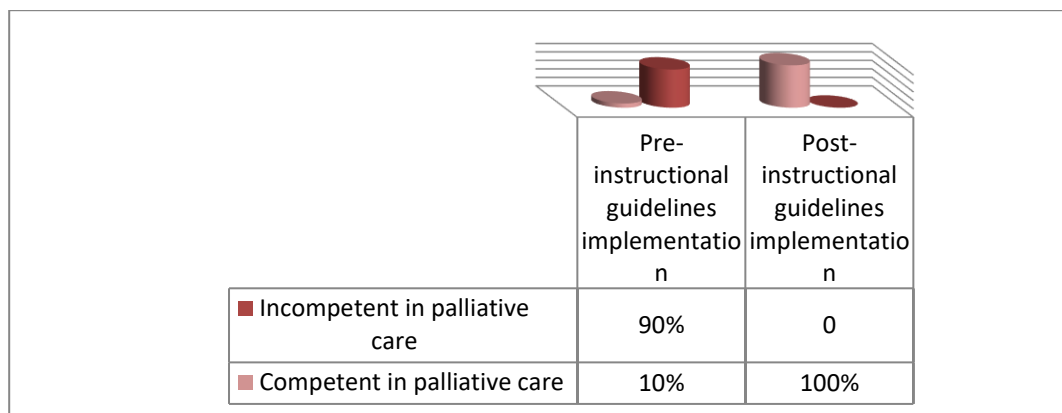 Pre-
instructional
guidelines
implementatio
n
Post-
instructional
guidelines
implementatio
n
Incompetent in palliative
care
90%
0
Competent in palliative care
10%
100%